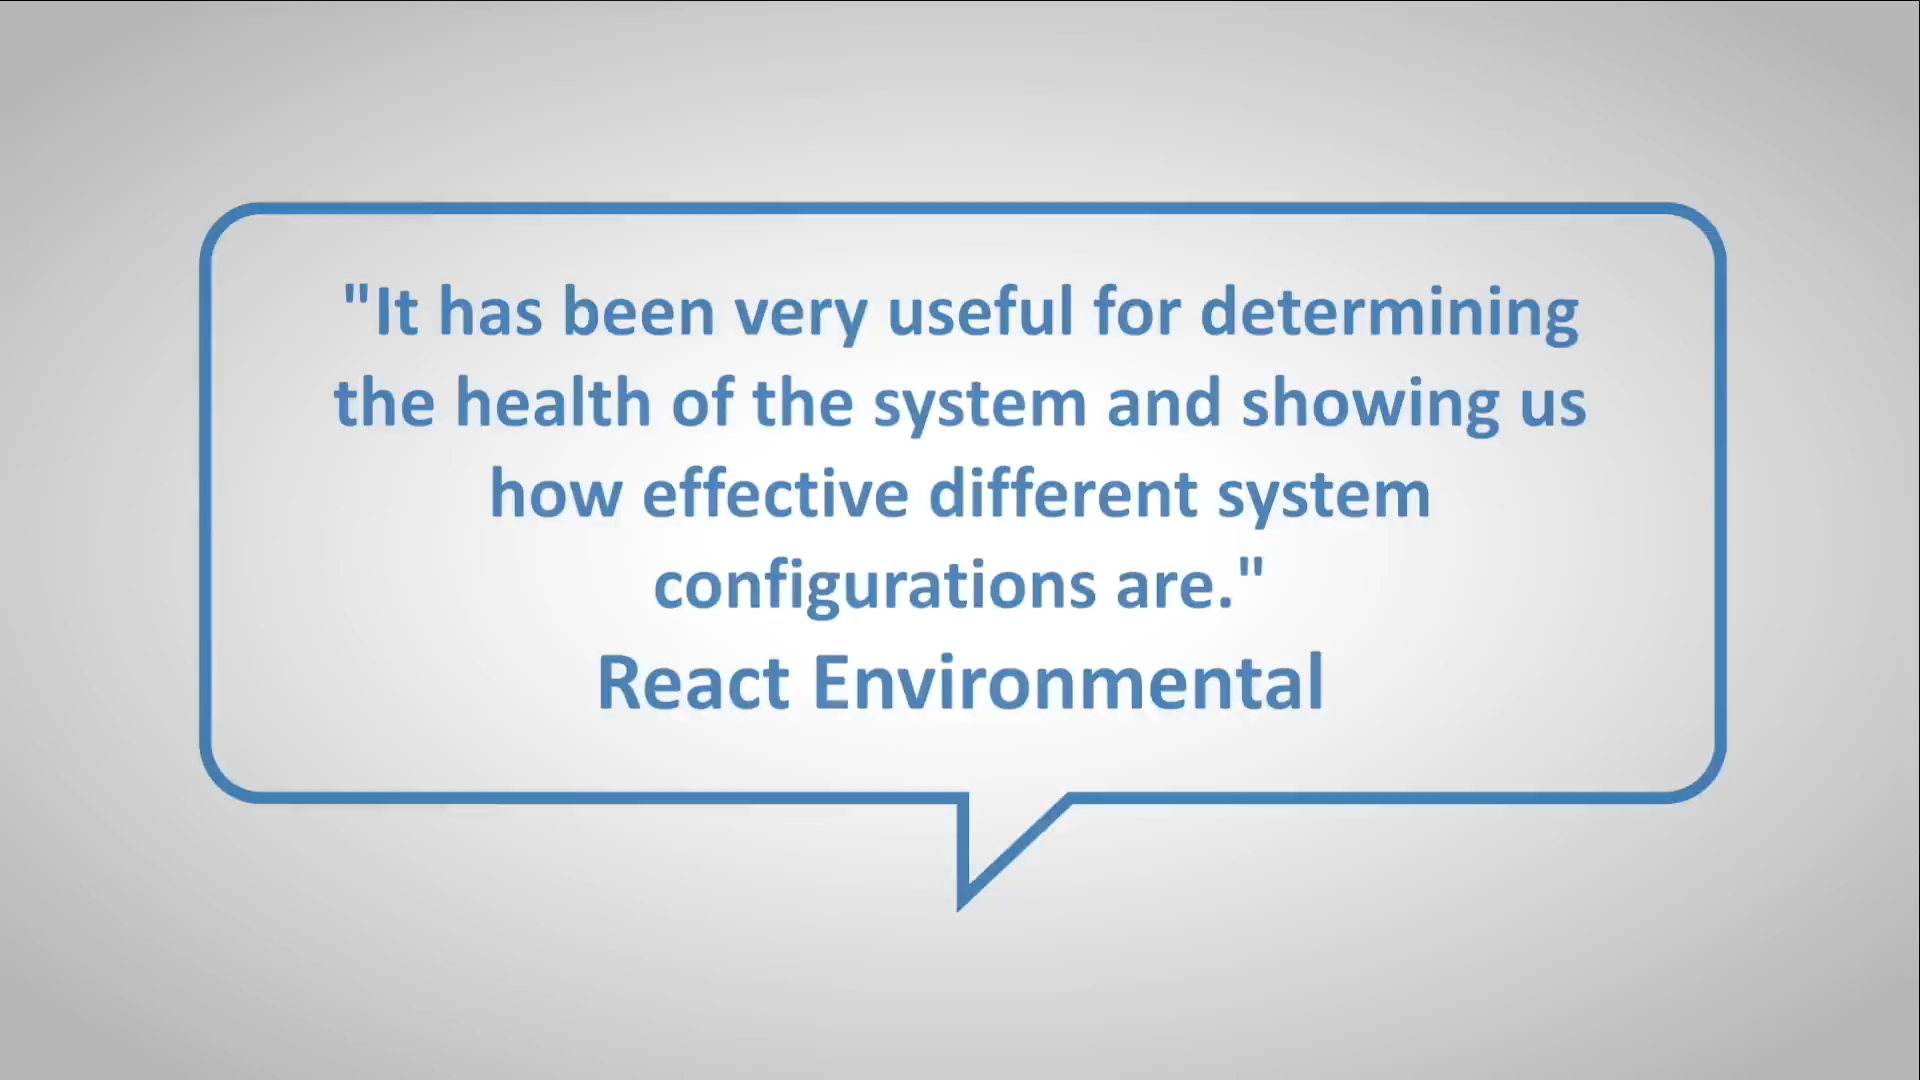 "It has been very useful for determining
the health of the system and showing us
how effective different system
configurations are."
React Environmental